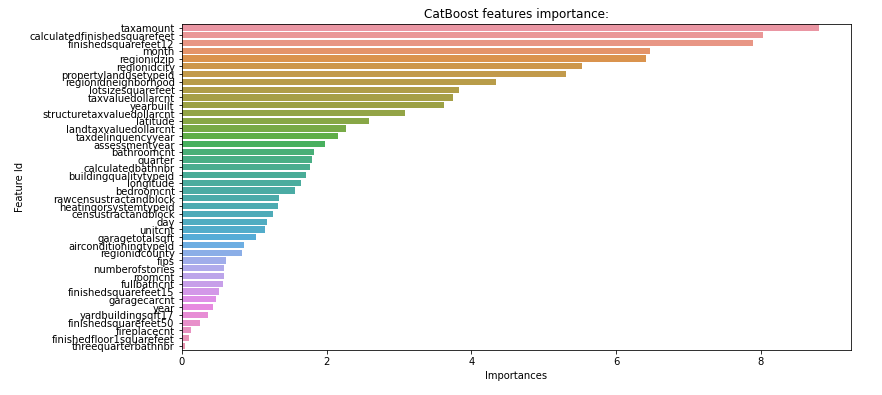 CatBoost features importance:
taxamount
calculatedfinishedsquarefeet
finishedsquarefeet12
month
regionidzip
regionidcity
propertylandusetypeid
regionidneighborhood
lotsizesquarefeet
taxvaluedollarcnt
yearbuilt
structuretaxvaluedollarcnt
latitude
landtaxvaluedollarcnt
taxdelinquencyyear
assessmentyear
bathroomcnt
quarter
calculatedbathnbr
buildingqualitytypeid
longitude
bedroomcnt
rawcensustractandblock
heatingorsystemtypeid
censustractandblock
day
unitcnt
garagetotalsqft
airconditioningtypeid
regionidcounty
fips
numberofstories
roomcnt
fullbathcnt
finishedsquarefeet15
garagecarcnt
year
yardbuildingsqft17
finishedsquarefeet50
fireplacecnt
finishedfloor1squarefeet
threequarterbathnbr
Feature Id
0 2 4 6 8
Importances